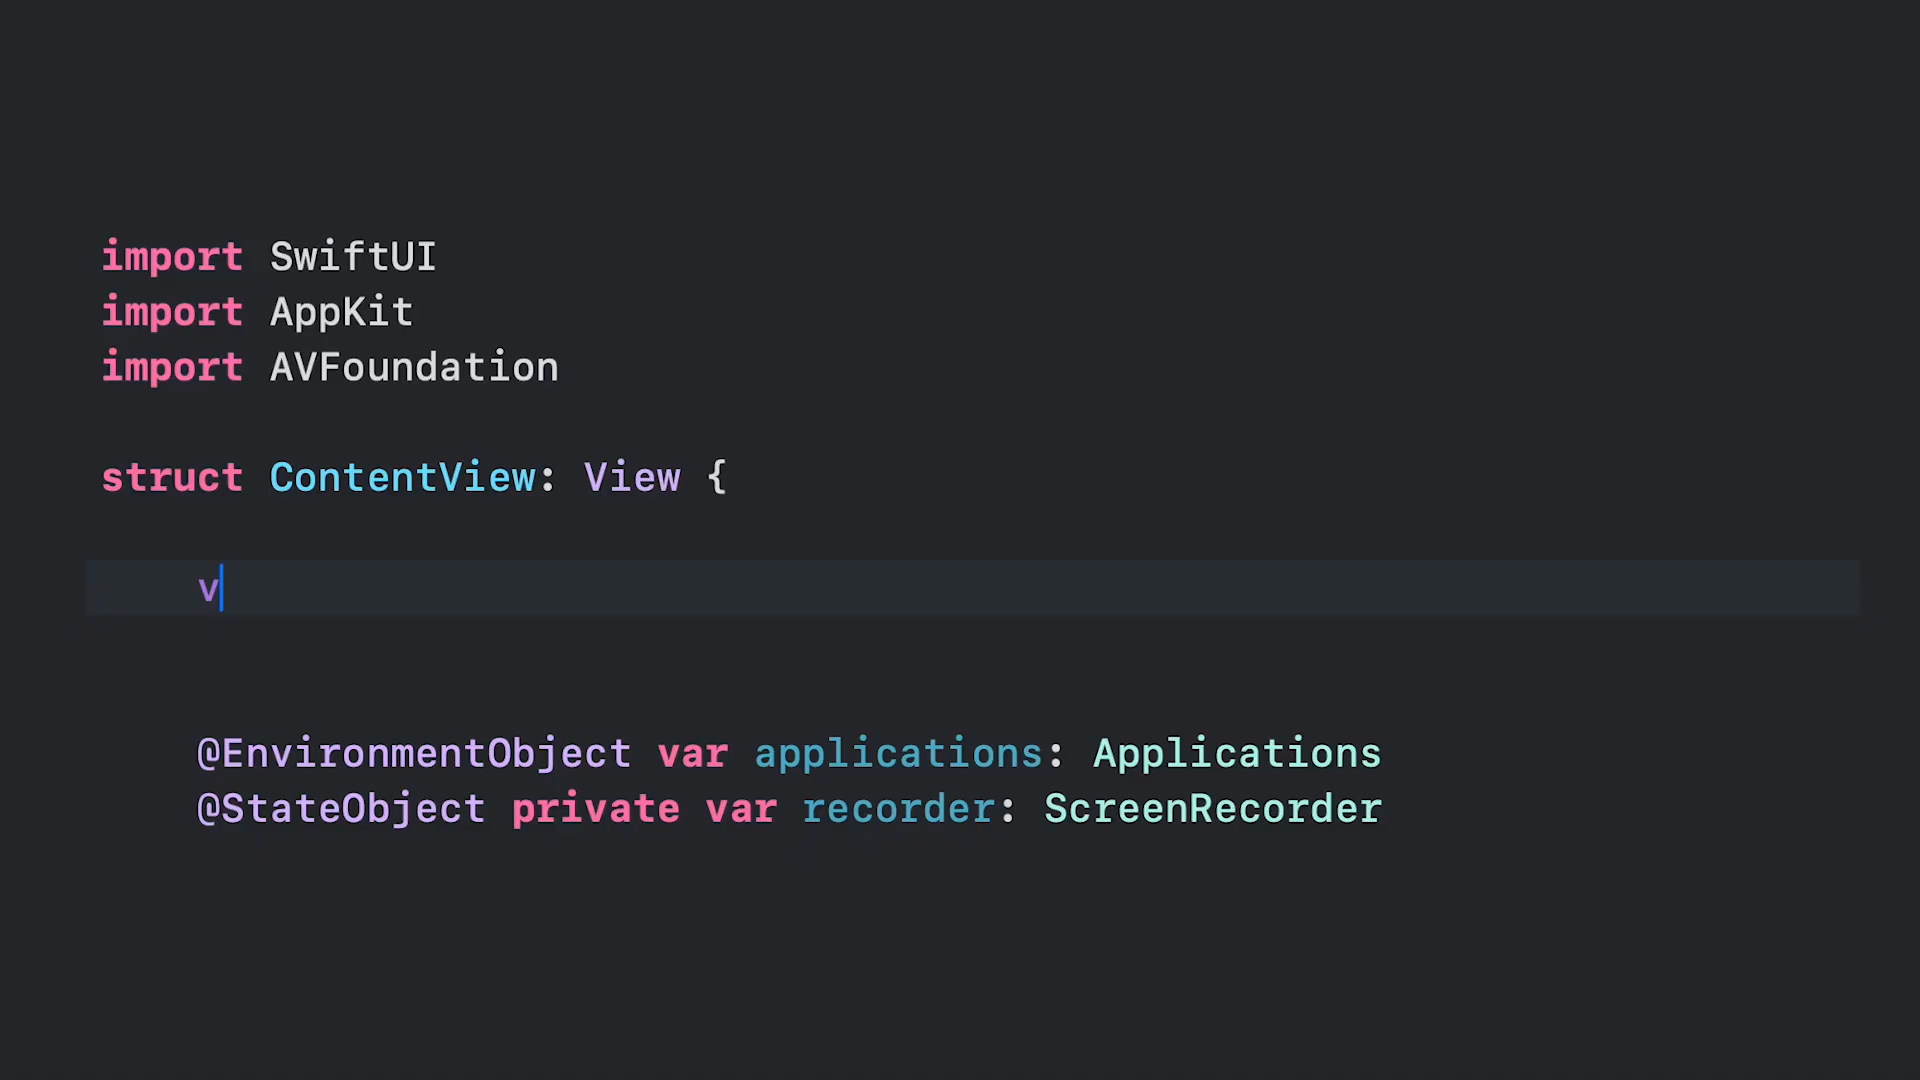 import SwiftUI
import AppKit
import AVFoundation
struct ContentView: View {
v
@EnvironmentObject var applications: Applications
@StateObject private var recorder: ScreenRecorder